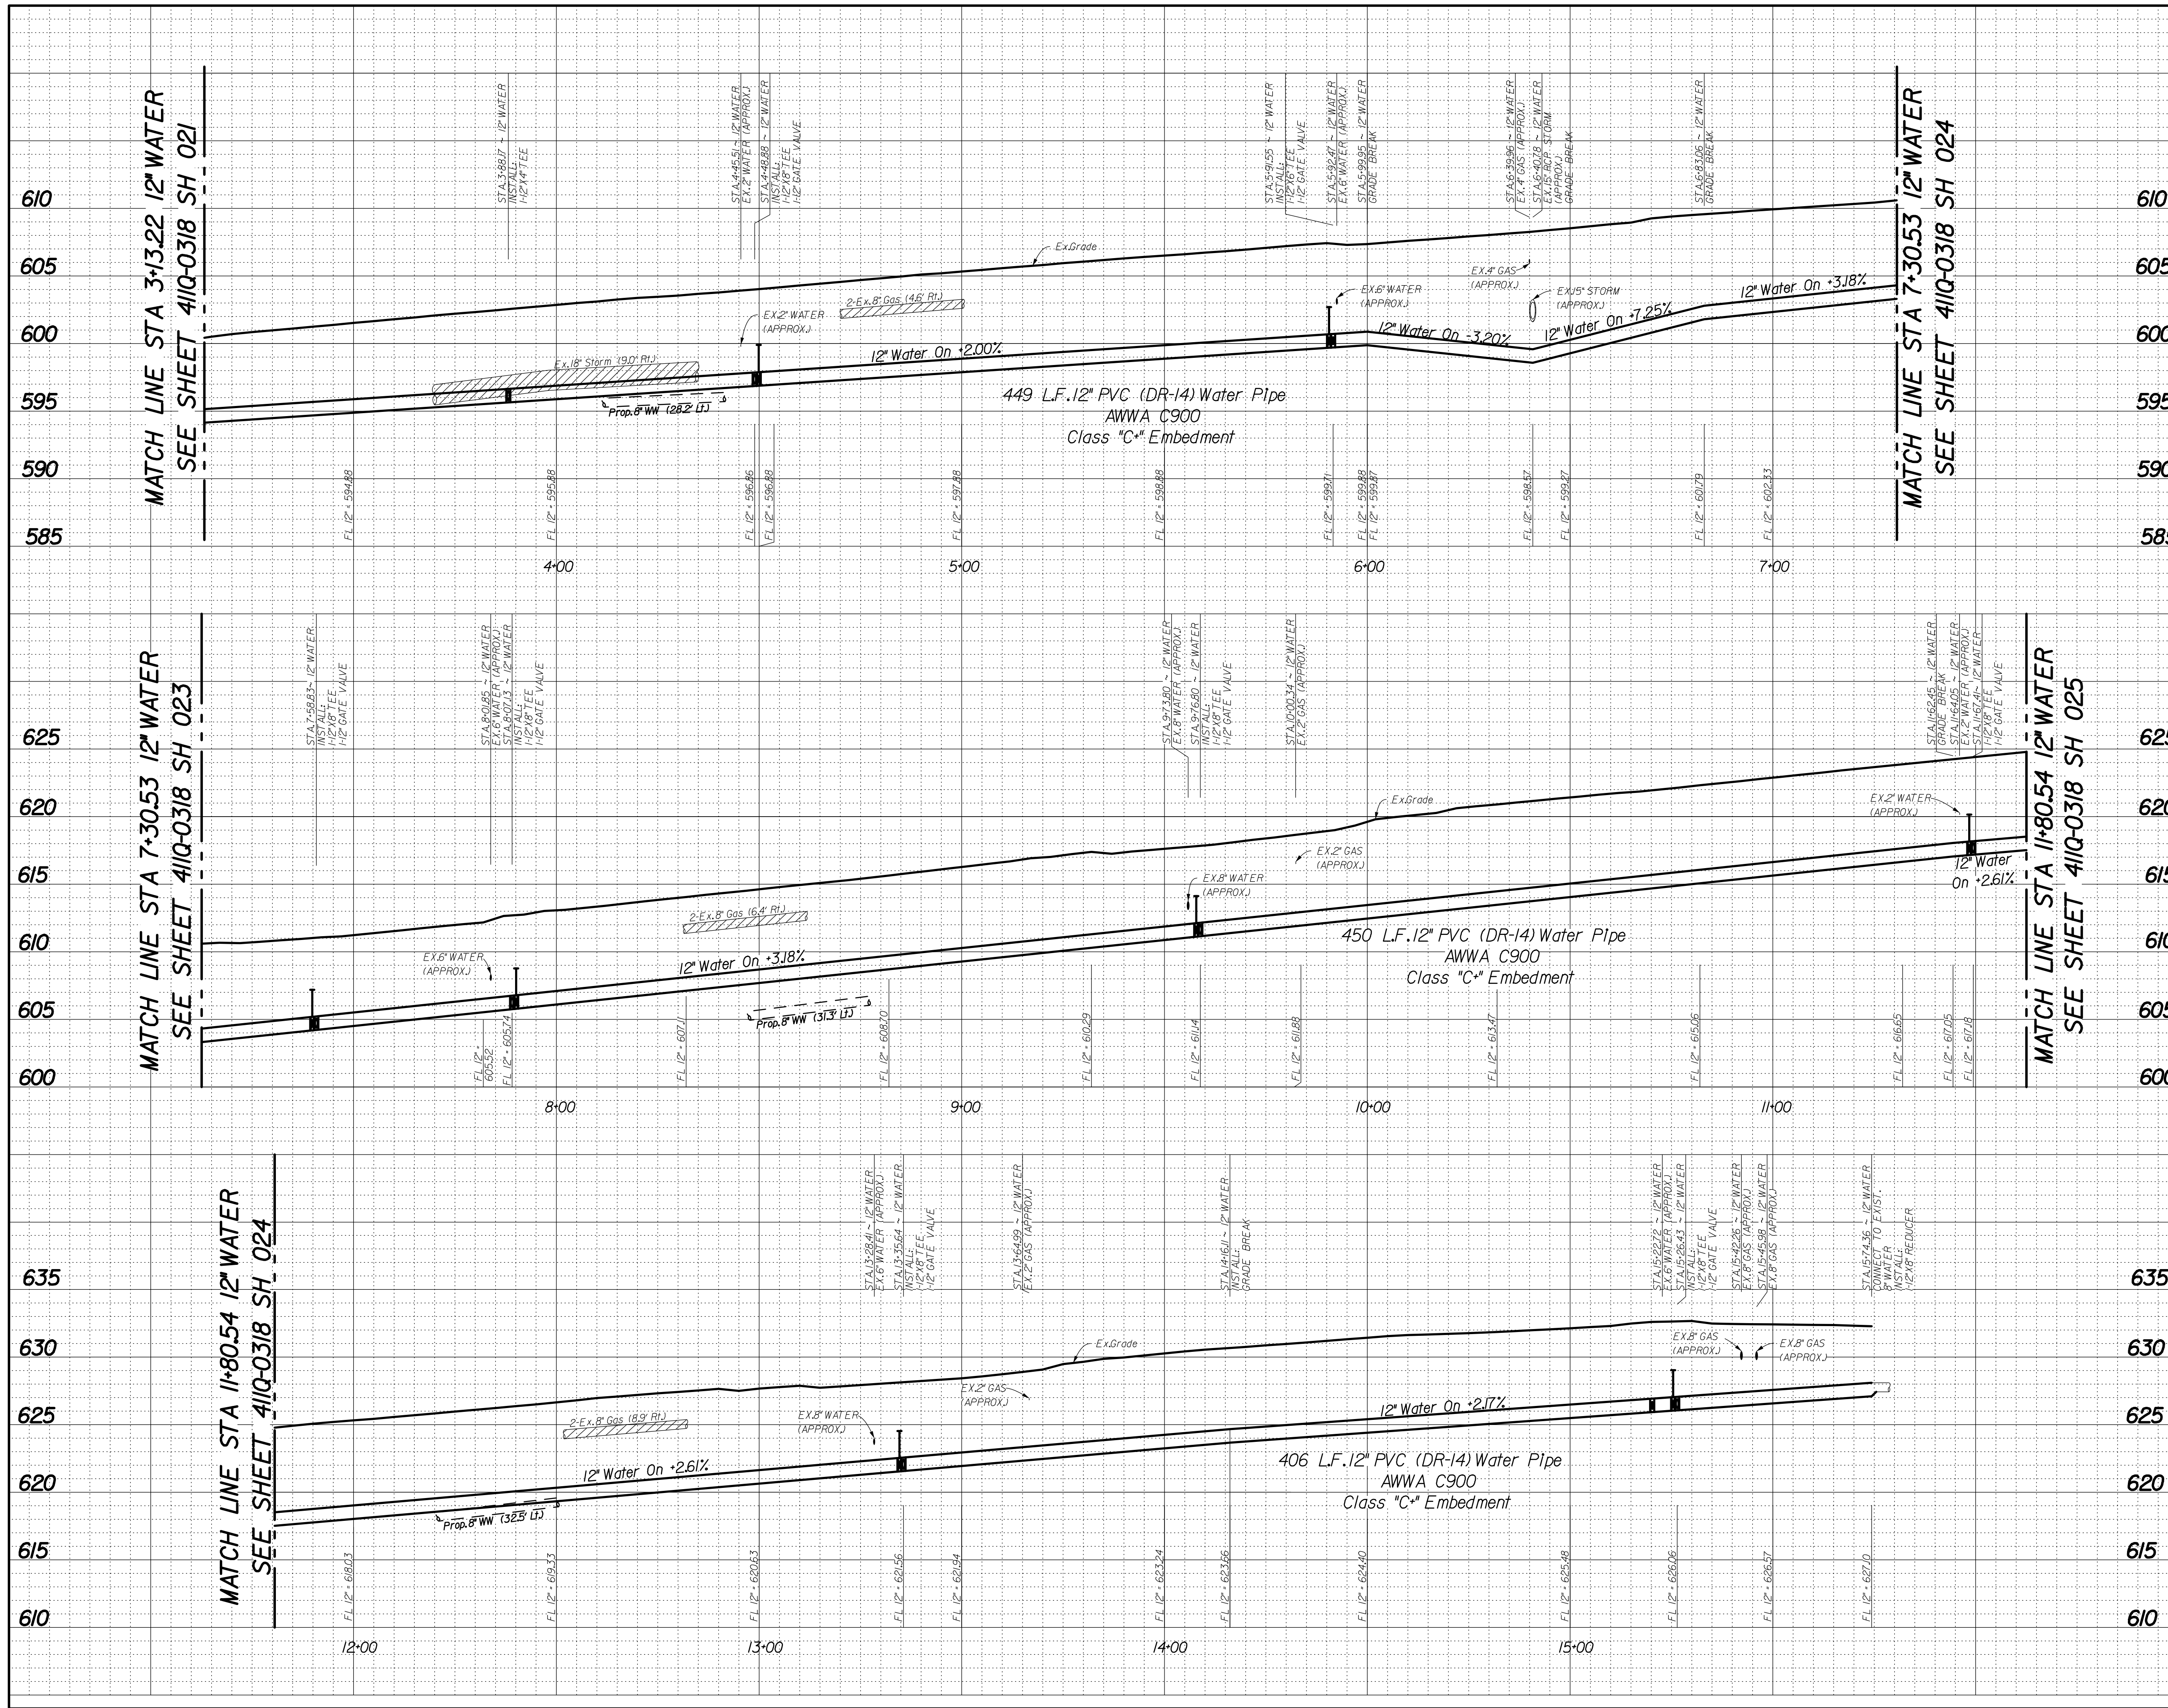 MATCH LINE STA 3+13.22 12" WATER
SEE SHEET 411Q-0318 SH 021
STA.3+88.17 ~ 12" WATER
INSTALL:
1-12"X4" TEE
STA.4+45.51 ~ 12" WATER
EX.2" WATER (APPROX.)
STA.4+48.88 ~ 12" WATER
INSTALL:
1-12"X8" TEE
1-12" GATE VALVE
STA.5+91.55 ~ 12" WATER
INSTALL:
1-12"X6" TEE
1-12" GATE VALVE
STA.5+92.47 ~ 12" WATER
EX.6" WATER (APPROX.)
STA.5+99.95 ~ 12" WATER
GRADE BREAK
STA.6+39.96 ~ 12" WATER
EX.4" GAS (APPROX.)
STA.6+40.78 ~ 12" WATER
EX.15" RCP STORM
(APPROX.)
GRADE BREAK
STA.6+83.06 ~ 12" WATER
GRADE BREAK
MATCH LINE STA 7+30.53 12" WATER
SEE SHEET 411Q-0318 SH 024
610
605
600
595
590
585
610
605
600
595
590
585
Ex.Grade
2-Ex.8" Gas (4.6' Rt.)
EX.2" WATER
(APPROX.)
Ex.18" Storm (9.0' Rt.)
12" Water On +2.00%
Prop.8" WW (28.2' Lt.)
EX.6" WATER
(APPROX.)
EX.4" GAS
(APPROX.)
EX.15" STORM
(APPROX.)
12" Water On -3.20%
12" Water On +7.25%
12" Water On +3.18%
449 L.F.12" PVC (DR-14) Water Pipe
AWWA C900
Class "C+" Embedment
FL 12" = 594.88
FL 12" = 595.88
FL 12" = 596.86
FL 12" = 596.88
FL 12" = 597.88
FL 12" = 598.88
FL 12" = 599.71
FL 12" = 599.88
FL 12" = 599.87
FL 12" = 598.57
FL 12" = 599.27
FL 12" = 601.79
FL 12" = 602.33
4+00
5+00
6+00
7+00
MATCH LINE STA 7+30.53 12" WATER
SEE SHEET 411Q-0318 SH 023
STA.7+58.83~ 12" WATER
INSTALL:
1-12"X8" TEE
1-12" GATE VALVE
STA.8+01.85 ~ 12" WATER
EX.6" WATER (APPROX.)
STA.8+07.13 ~ 12" WATER
INSTALL:
1-12"X8" TEE
1-12" GATE VALVE
STA.9+73.80 ~ 12" WATER
EX.8" WATER (APPROX.)
STA.9+76.80 ~ 12" WATER
INSTALL:
1-12"X8" TEE
1-12" GATE VALVE
STA.10+00.34 ~ 12" WATER
EX.2" GAS (APPROX.)
STA.11+62.45 ~ 12" WATER
GRADE BREAK
STA.11+64.05 ~ 12" WATER
EX.2" WATER (APPROX.)
STA.11+67.41~ 12" WATER
1-12"X8" TEE
1-12" GATE VALVE
MATCH LINE STA 11+80.54 12" WATER
SEE SHEET 411Q-0318 SH 025
625
620
615
610
605
600
625
620
615
610
605
600
EX.6" WATER
(APPROX.)
2-Ex.8" Gas (6.4' Rt.)
12" Water On +3.18%
Prop.8" WW (31.3' Lt.)
Ex.Grade
EX.2" GAS
(APPROX.)
EX.8" WATER
(APPROX.)
EX.2" WATER
(APPROX.)
12" Water
On +2.61%
450 L.F.12" PVC (DR-14) Water Pipe
AWWA C900
Class "C+" Embedment
FL 12" =
605.52
FL 12" = 605.74
FL 12" = 607.11
FL 12" = 608.70
FL 12" = 610.29
FL 12" = 611.14
FL 12" = 611.88
FL 12" = 613.47
FL 12" = 615.06
FL 12" = 616.65
FL 12" = 617.05
FL 12" = 617.18
8+00
9+00
10+00
11+00
MATCH LINE STA 11+80.54 12" WATER
SEE SHEET 411Q-0318 SH 024
STA.13+28.41 ~ 12" WATER
EX.6" WATER (APPROX.)
STA.13+35.64 ~ 12" WATER
INSTALL:
1-12"X8" TEE
1-12" GATE VALVE
STA.13+64.99 ~ 12" WATER
EX.2" GAS (APPROX.)
STA.14+16.11 ~ 12" WATER
INSTALL:
GRADE BREAK
STA.15+22.72 ~ 12" WATER
EX.6" WATER (APPROX.)
STA.15+26.43 ~ 12" WATER
INSTALL:
1-12"X8" TEE
1-12" GATE VALVE
STA.15+42.26 ~ 12" WATER
EX.8" GAS (APPROX.)
STA.15+45.98 ~ 12" WATER
EX.8" GAS (APPROX.)
STA.15+74.36 ~ 12" WATER
CONNECT TO EXIST.
8" WATER
INSTALL:
1-12"X8" REDUCER
635
630
625
620
615
610
635
630
625
620
615
610
2-Ex.8" Gas (8.9' Rt.)
12" Water On +2.61%
Prop.8" WW (32.5' Lt.)
EX.8" WATER
(APPROX.)
EX.2" GAS
(APPROX.)
Ex.Grade
12" Water On +2.17%
EX.8" GAS
(APPROX.)
EX.8" GAS
(APPROX.)
406 L.F.12" PVC (DR-14) Water Pipe
AWWA C900
Class "C+" Embedment
FL 12" = 618.03
FL 12" = 619.33
FL 12" = 620.63
FL 12" = 621.56
FL 12" = 621.94
FL 12" = 623.24
FL 12" = 623.66
FL 12" = 624.40
FL 12" = 625.48
FL 12" = 626.06
FL 12" = 626.57
FL 12" = 627.10
12+00
13+00
14+00
15+00